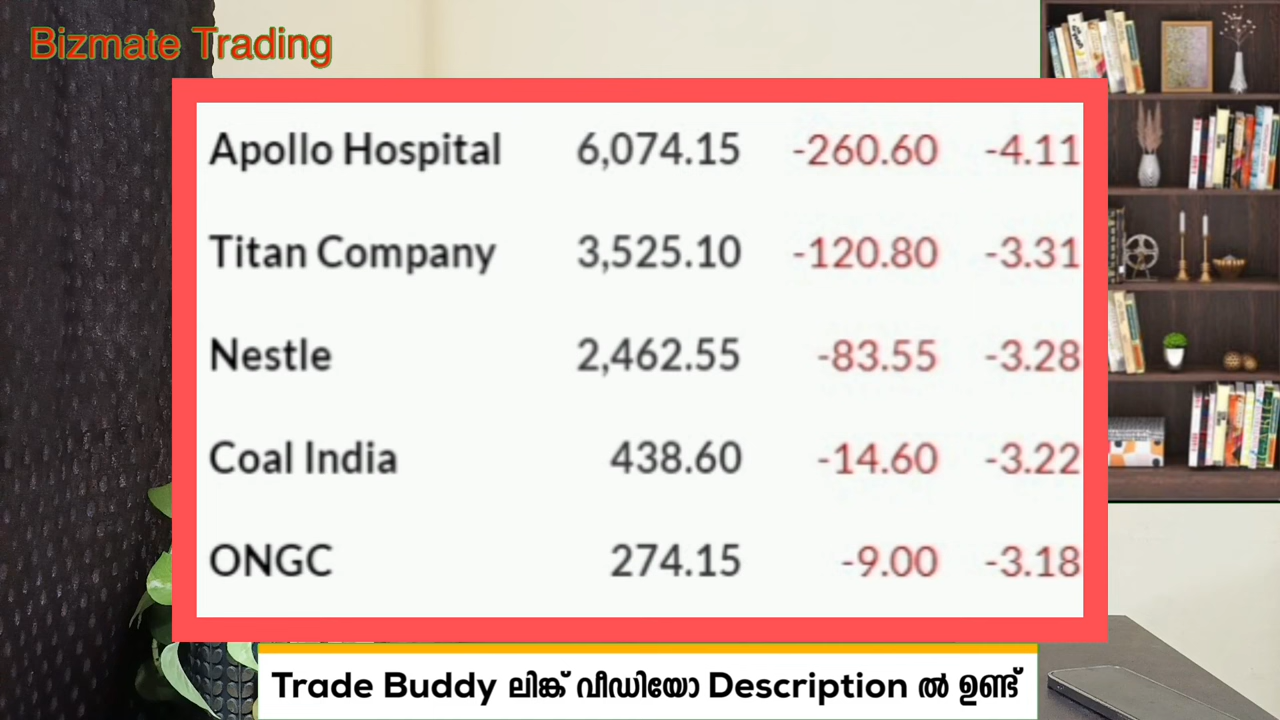 Bizmate Trading
Apollo Hospital 6,074.15 -260.60 -4.11
Titan Company 3,525.10 -120.80 -3.31
Nestle 2,462.55 -83.55 -3.28
Coal India 438.60 -14.60 -3.22
ONGC 274.15 -9.00 -3.18
Trade Buddy ലിങ്ക് വീഡിയോ Description ൽ ഉണ്ട്